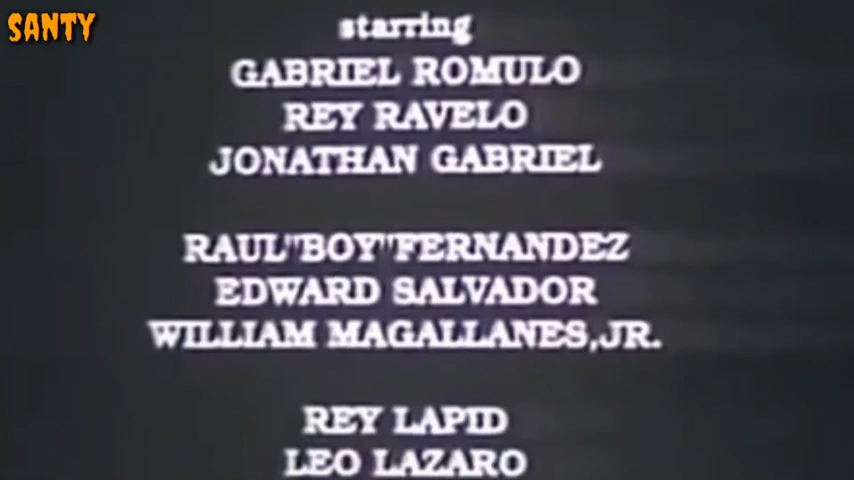 SANTY
starring
GABRIEL ROMULO
REY RAVELO
JONATHAN GABRIEL
RAUL"BOY"FERNANDEZ
EDWARD SALVADOR
WILLIAM MAGALLANES,JR.
REY LAPID
LEO LAZARO